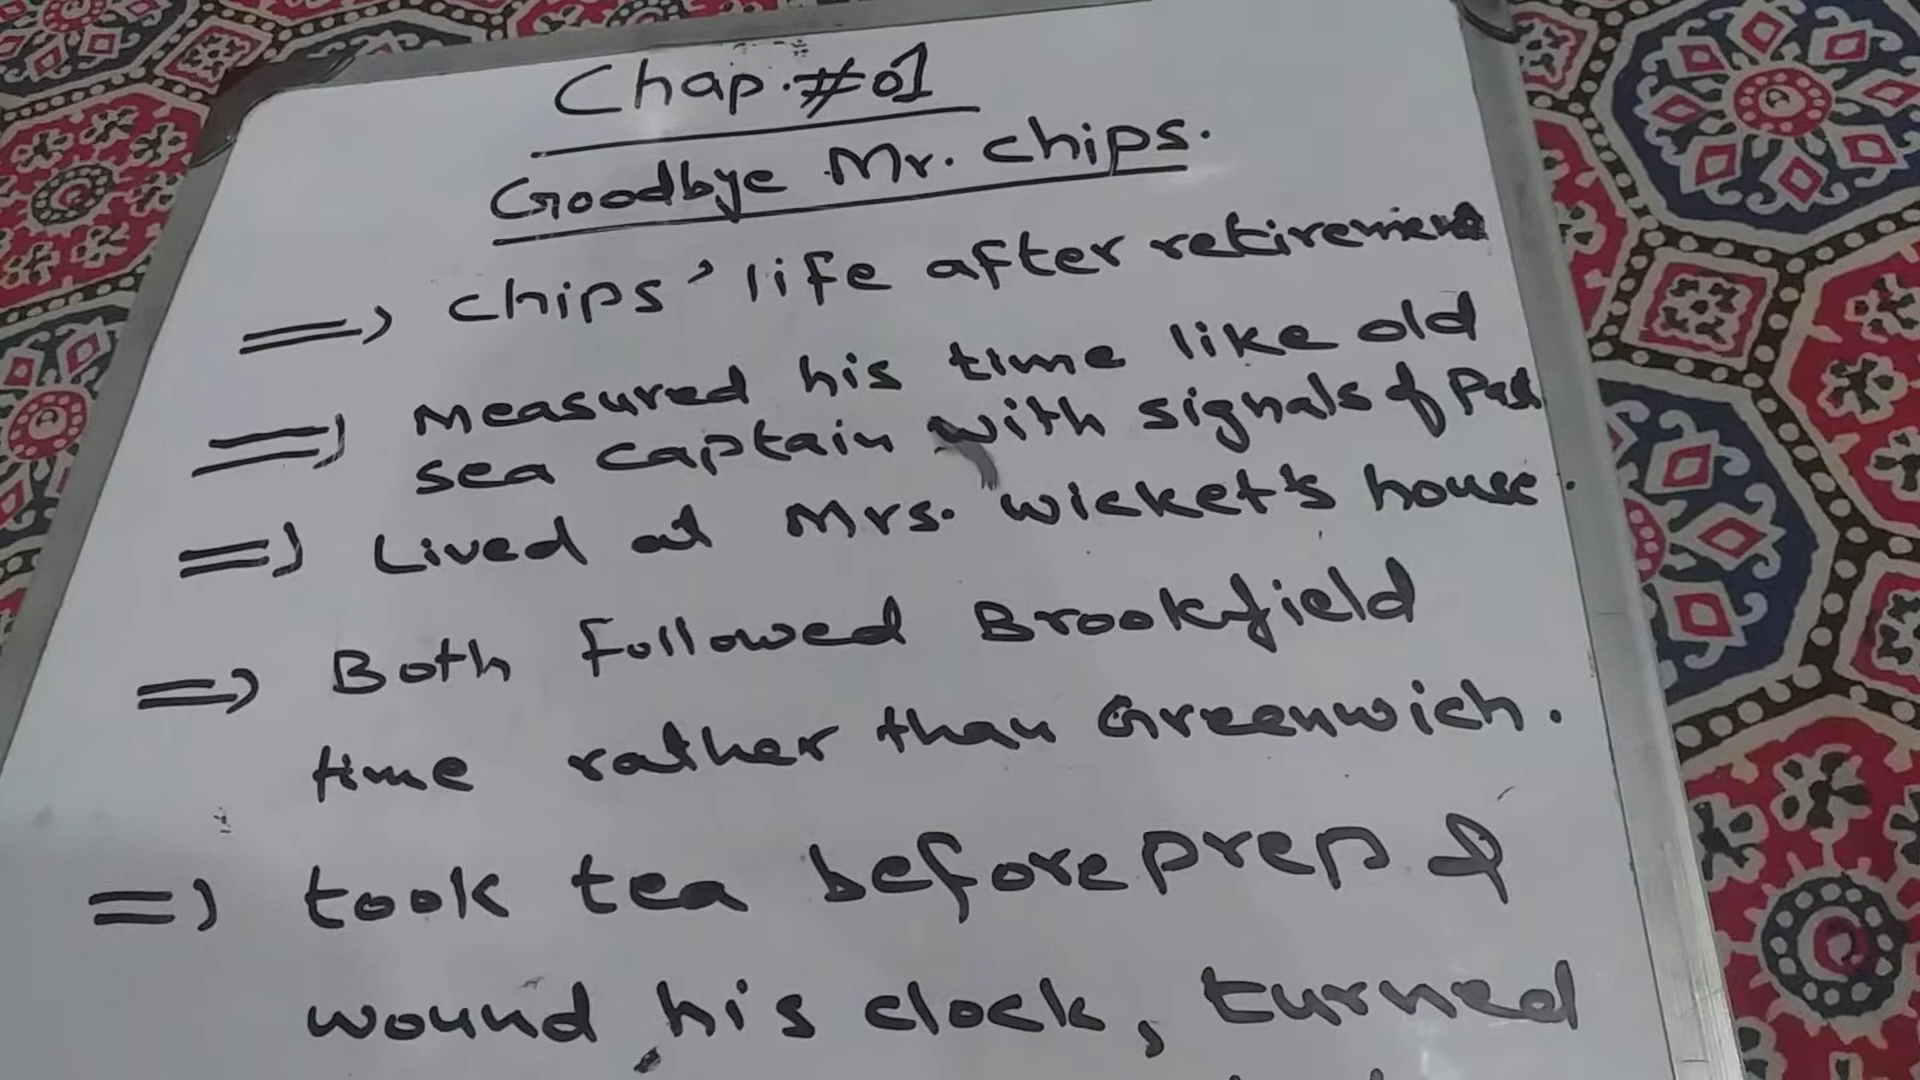 Chap.#01
Goodbye Mr. Chips.
=> Chips' life after retirement
=> Measured his time like old
sea captain with signals of Past
=> Lived at Mrs. Wicket's house.
=> Both followed Brookfield
time rather than Greenwich.
=> took tea before prep &
wound his clock, turned